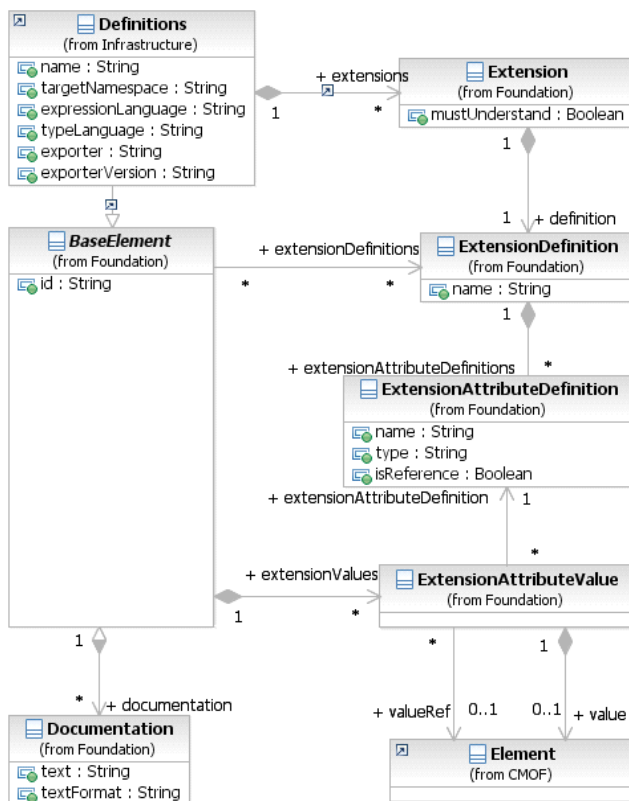 Definitions
(from Infrastructure)
name : String
targetNamespace : String
expressionLanguage : String
typeLanguage : String
exporter : String
exporterVersion : String
+ extensions
1
*
Extension
(from Foundation)
mustUnderstand : Boolean
1
1
+ definition
BaseElement
(from Foundation)
id : String
+ extensionDefinitions
*
*
ExtensionDefinition
(from Foundation)
name : String
1
*
+ extensionAttributeDefinitions
ExtensionAttributeDefinition
(from Foundation)
name : String
type : String
isReference : Boolean
+ extensionAttributeDefinition
1
*
+ extensionValues
1
*
ExtensionAttributeValue
(from Foundation)
1
*
+ documentation
*
1
+ valueRef
0..1
0..1
+ value
Documentation
(from Foundation)
text : String
textFormat : String
Element
(from CMOF)